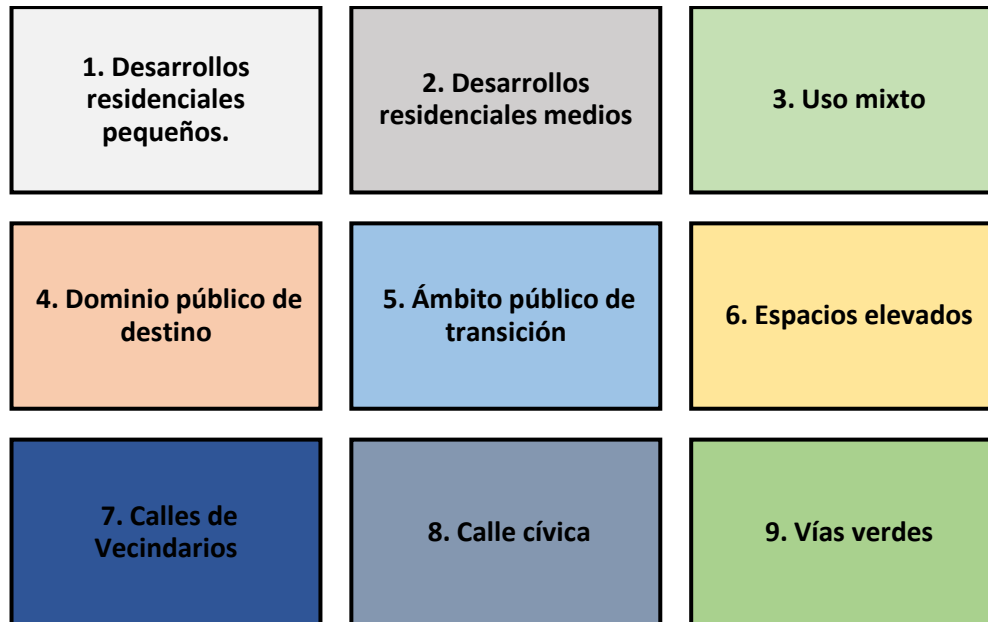 1. Desarrollos
residenciales
pequeños.
2. Desarrollos
residenciales medios
3. Uso mixto
4. Dominio público de
destino
5. Ámbito público de
transición
6. Espacios elevados
7. Calles de
Vecindarios
8. Calle cívica
9. Vías verdes